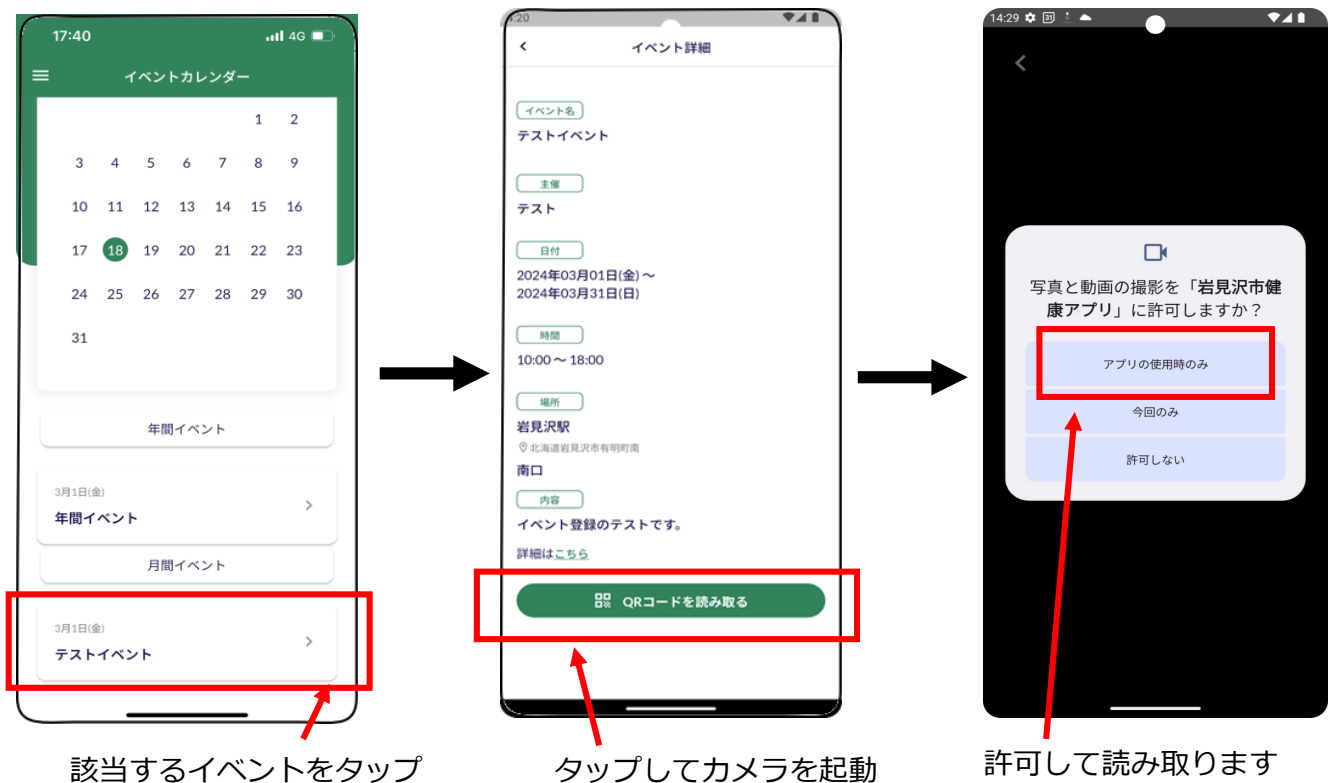 17:40
4G
イベントカレンダー
1 2
3 4 5 6 7 8 9
10 11 12 13 14 15 16
17 18 19 20 21 22 23
24 25 26 27 28 29 30
31
年間イベント
3月1日(金)
年間イベント
月間イベント
3月1日(金)
テストイベント
該当するイベントをタップ
:20
イベント詳細
イベント名
テストイベント
主催
テスト
日付
2024年03月01日(金)～
2024年03月31日(日)
時間
10:00～18:00
場所
岩見沢駅
北海道岩見沢市有明町南
南口
内容
イベント登録のテストです。
詳細はこちら
QRコードを読み取る
タップしてカメラを起動
14:29 31
写真と動画の撮影を「岩見沢市健
康アプリ」に許可しますか？
アプリの使用時のみ
今回のみ
許可しない
許可して読み取ります